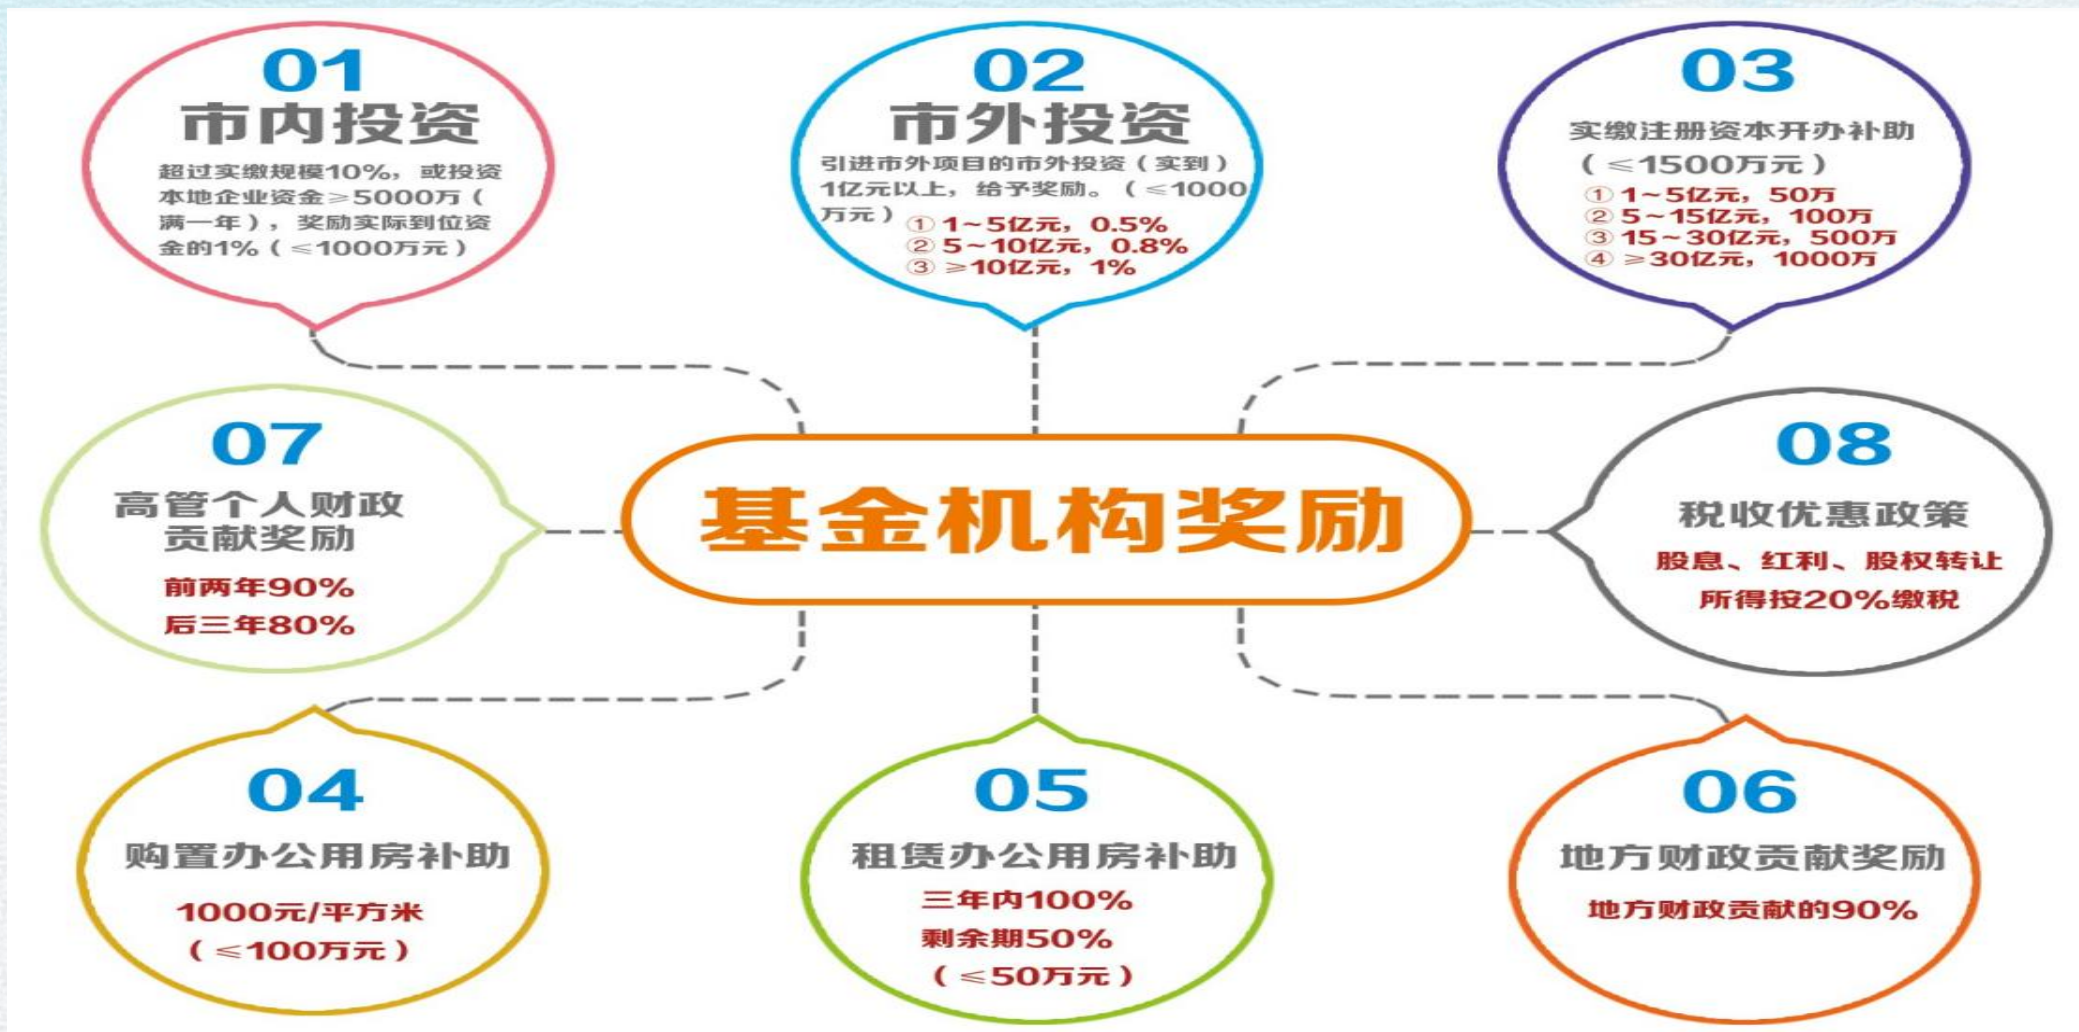 01
市内投资
超过实缴规模10%，或投资
本地企业资金≥5000万（
满一年），奖励实际到位资
金的1%（≤1000万元）
02
市外投资
引进市外项目的市外投资（实到）
1亿元以上，给予奖励。（≤1000
万元）
① 1~5亿元，0.5%
② 5~10亿元，0.8%
③ ≥10亿元，1%
03
实缴注册资本开办补助
（≤1500万元）
① 1~5亿元，50万
② 5~15亿元，100万
③ 15~30亿元，500万
④ ≥30亿元，1000万
07
高管个人财政
贡献奖励
前两年90%
后三年80%
基金机构奖励
08
税收优惠政策
股息、红利、股权转让
所得按20%缴税
04
购置办公用房补助
1000元/平方米
（≤100万元）
05
租赁办公用房补助
三年内100%
剩余期50%
（≤50万元）
06
地方财政贡献奖励
地方财政贡献的90%